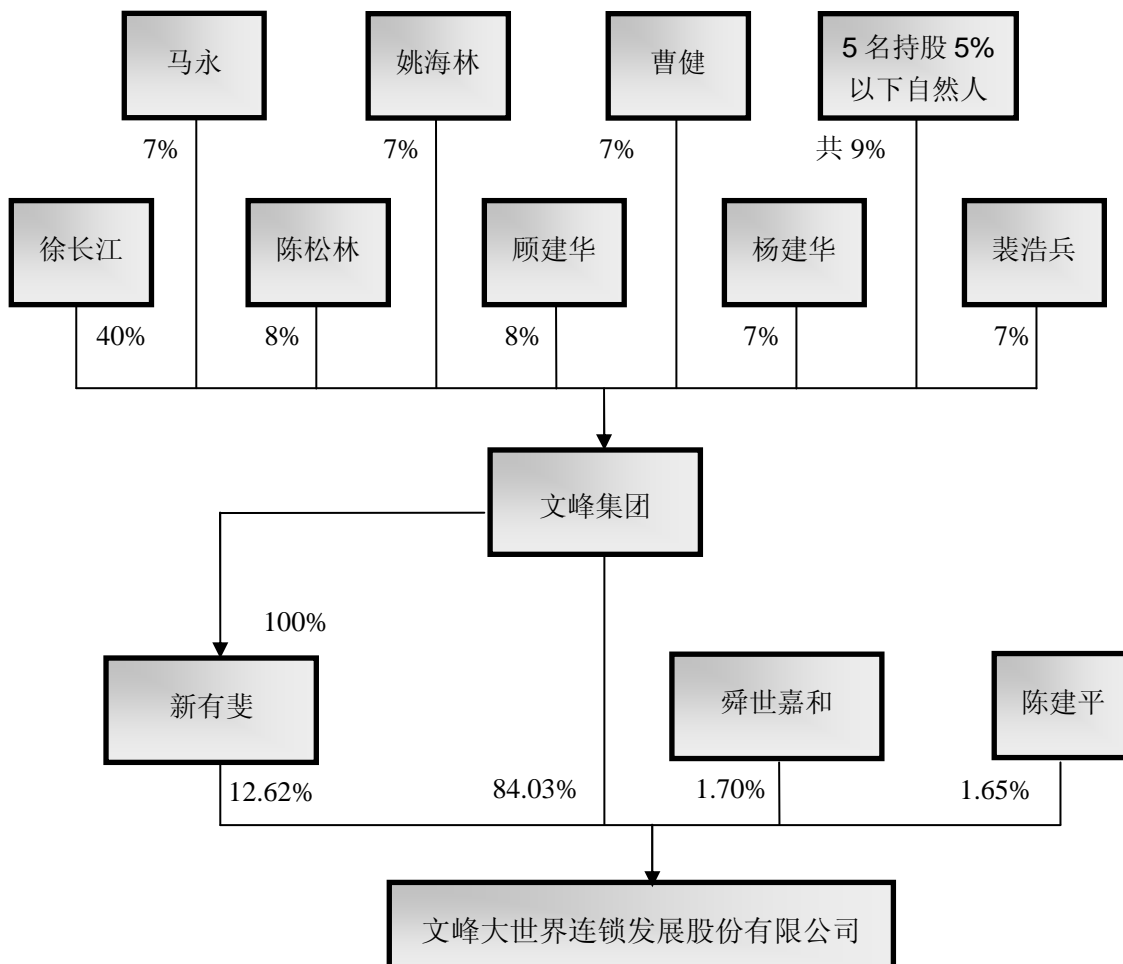 马永
姚海林
曹健
5 名持股 5%
以下自然人
7%
7%
7%
共 9%
徐长江
陈松林
顾建华
杨建华
裴浩兵
40%
8%
8%
7%
7%
文峰集团
100%
新有斐
舜世嘉和
陈建平
12.62%
84.03%
1.70%
1.65%
文峰大世界连锁发展股份有限公司